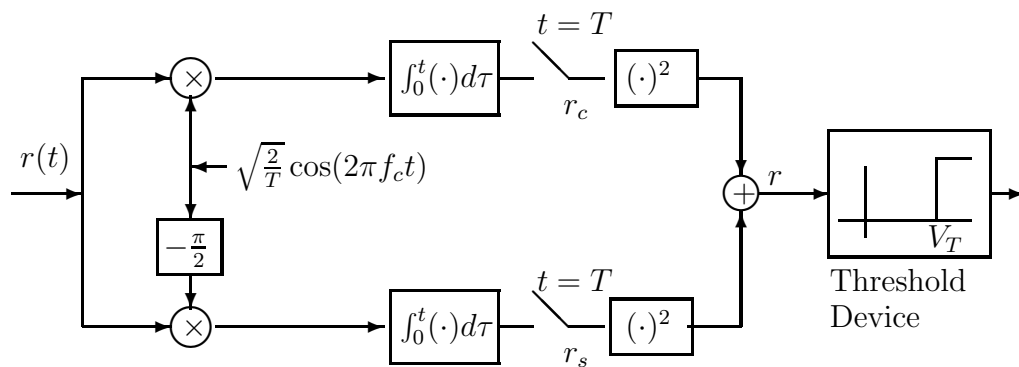 t = T
× ∫₀ᵗ(·)dτ (·)²
r_c
r(t) √(2/T) cos(2πf_c t)
+ r
−π/2
V_T
t = T
Threshold
Device
× ∫₀ᵗ(·)dτ (·)²
r_s